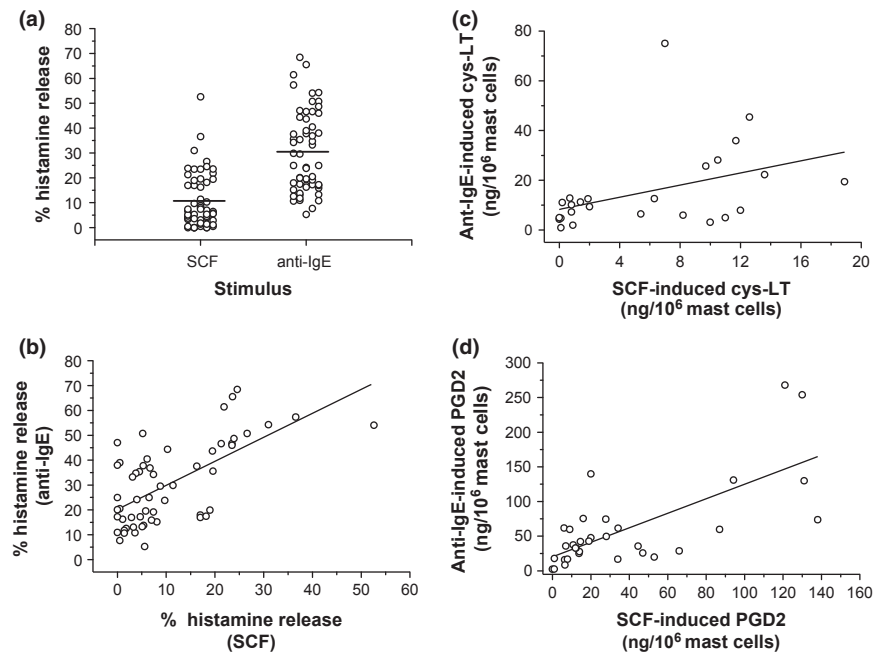 (a)
% histamine release
80
70
60
50
40
30
20
10
0
SCF anti-IgE
Stimulus
(b)
% histamine release
(anti-IgE)
80
70
60
50
40
30
20
10
0
0 10 20 30 40 50 60
% histamine release
(SCF)
(c)
Ant-IgE-induced cys-LT
(ng/10⁶ mast cells)
80
60
40
20
0
0 4 8 12 16 20
SCF-induced cys-LT
(ng/10⁶ mast cells)
(d)
Anti-IgE-induced PGD2
(ng/10⁶ mast cells)
300
250
200
150
100
50
0
0 20 40 60 80 100 120 140 160
SCF-induced PGD2
(ng/10⁶ mast cells)